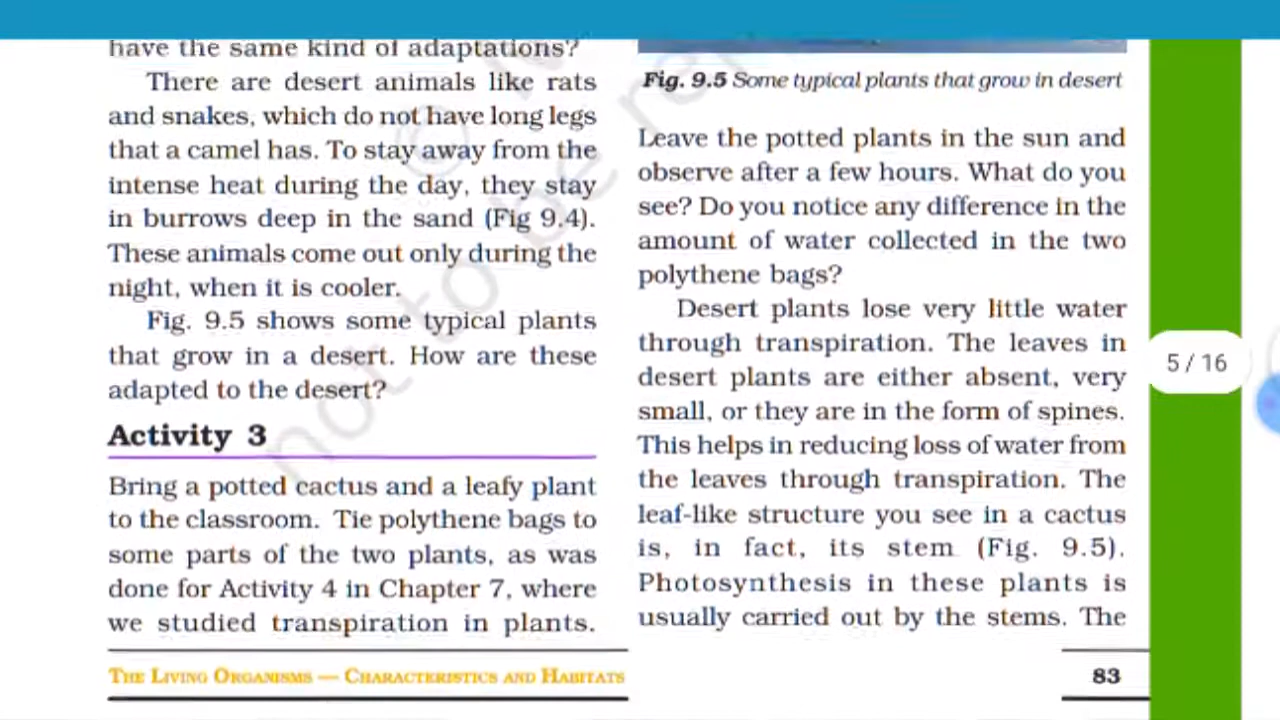 have the same kind of adaptations?
There are desert animals like rats
and snakes, which do not have long legs
that a camel has. To stay away from the
intense heat during the day, they stay
in burrows deep in the sand (Fig 9.4).
These animals come out only during the
night, when it is cooler.
Fig. 9.5 shows some typical plants
that grow in a desert. How are these
adapted to the desert?
Activity 3
Bring a potted cactus and a leafy plant
to the classroom. Tie polythene bags to
some parts of the two plants, as was
done for Activity 4 in Chapter 7, where
we studied transpiration in plants.
Fig. 9.5 Some typical plants that grow in desert
Leave the potted plants in the sun and
observe after a few hours. What do you
see? Do you notice any difference in the
amount of water collected in the two
polythene bags?
Desert plants lose very little water
through transpiration. The leaves in
desert plants are either absent, very
small, or they are in the form of spines.
This helps in reducing loss of water from
the leaves through transpiration. The
leaf-like structure you see in a cactus
is, in fact, its stem (Fig. 9.5).
Photosynthesis in these plants is
usually carried out by the stems. The
THE LIVING ORGANISMS — CHARACTERISTICS AND HABITATS
83
5 / 16
not to be re
©